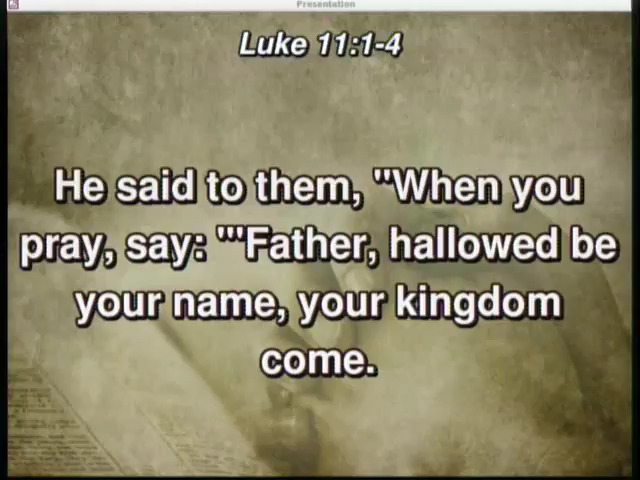 Presentation
Luke 11:1-4
He said to them, "When you
pray, say: "'Father, hallowed be
your name, your kingdom
come.